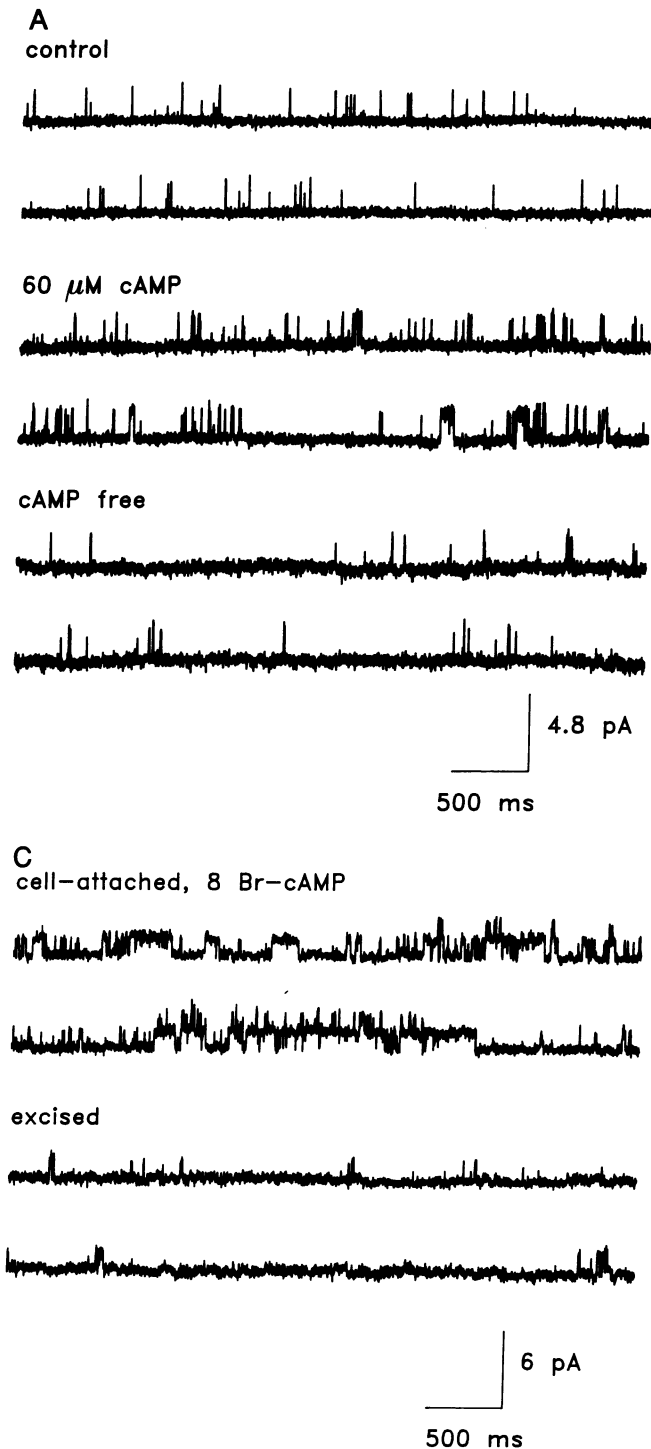 A
control
60 μM cAMP
cAMP free
4.8 pA
500 ms
C
cell-attached, 8 Br-cAMP
excised
6 pA
500 ms